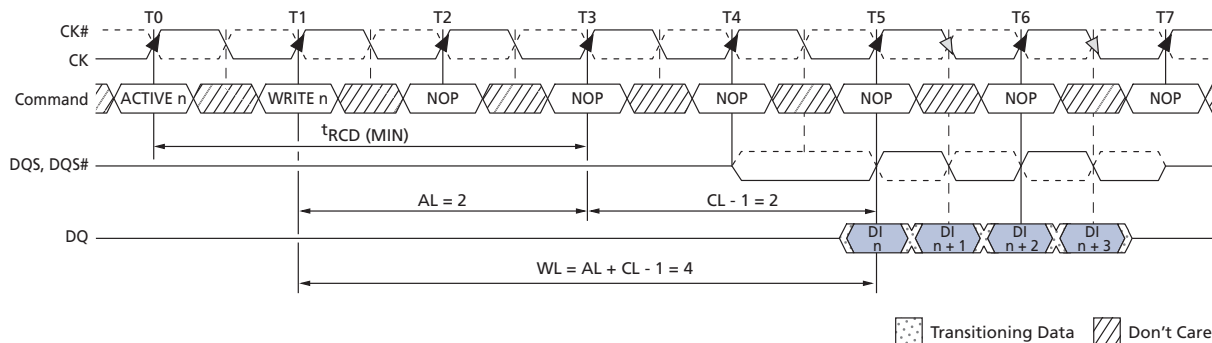 T0 T1 T2 T3 T4 T5 T6 T7
CK#
CK
Command ACTIVE n WRITE n NOP NOP NOP NOP NOP NOP
tRCD (MIN)
DQS, DQS#
AL = 2 CL - 1 = 2
DQ DI n DI n + 1 DI n + 2 DI n + 3
WL = AL + CL - 1 = 4
Transitioning Data Don't Care